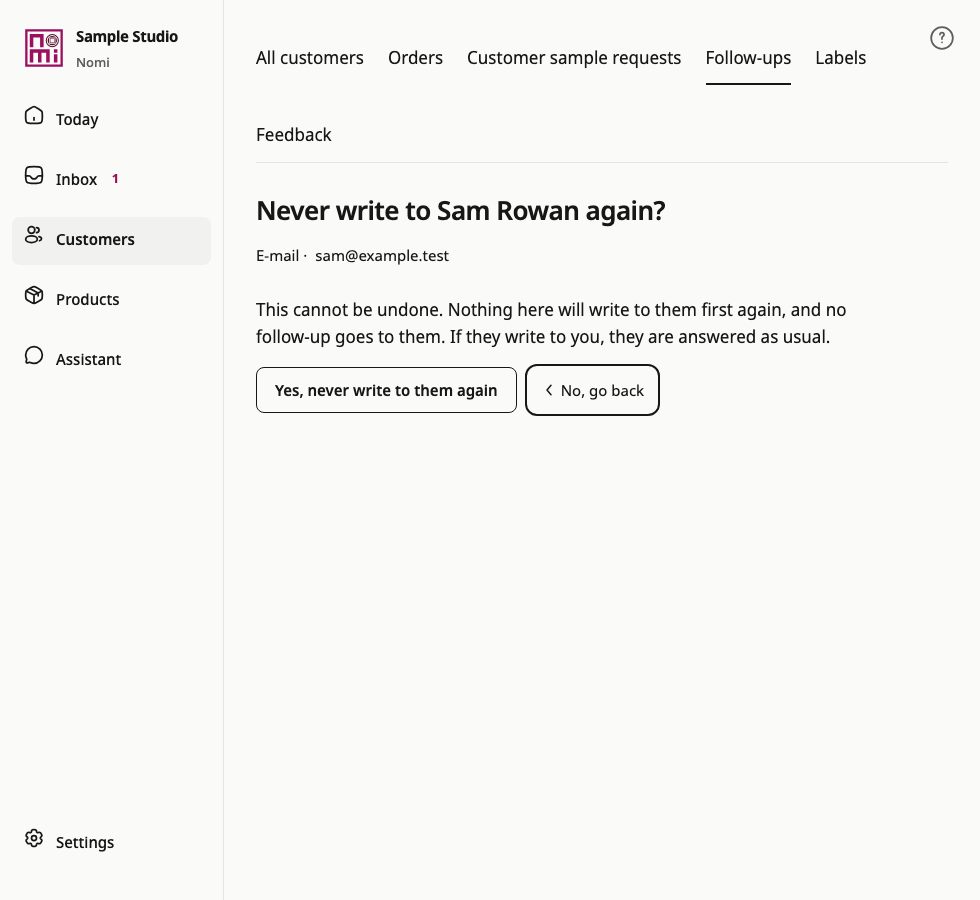 Sample Studio
Nomi
Today
Inbox 1
Customers
Products
Assistant
Settings
All customers Orders Customer sample requests Follow-ups Labels
Feedback
Never write to Sam Rowan again?
E-mail · sam@example.test
This cannot be undone. Nothing here will write to them first again, and no
follow-up goes to them. If they write to you, they are answered as usual.
Yes, never write to them again
No, go back